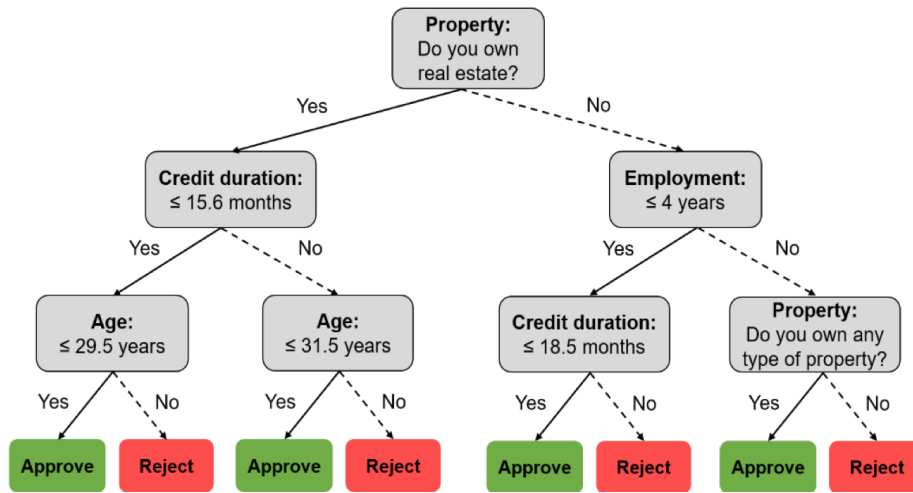 Property:
Do you own
real estate?
Yes
No
Credit duration:
≤ 15.6 months
Employment:
≤ 4 years
Yes
No
Yes
No
Age:
≤ 29.5 years
Age:
≤ 31.5 years
Credit duration:
≤ 18.5 months
Property:
Do you own any
type of property?
Yes
No
Yes
No
Yes
No
Yes
No
Approve
Reject
Approve
Reject
Approve
Reject
Approve
Reject